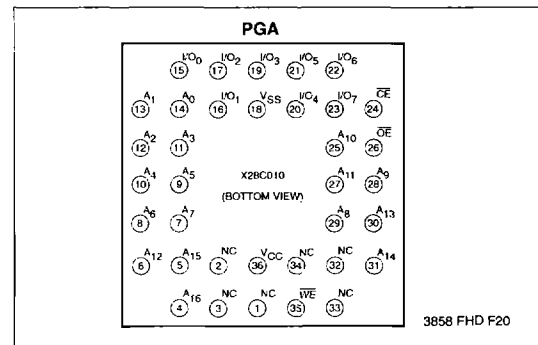 PGA
I/O0 I/O2 I/O3 I/O5 I/O6
15 17 19 21 22
A1 A0 I/O1 VSS I/O4 I/O7 CE
13 14 16 18 20 23 24
A2 A3 A10 OE
12 11 25 26
A4 A5 X28C010 A11 A9
10 9 27 28
(BOTTOM VIEW)
A6 A7 A8 A13
8 7 29 30
A12 A15 NC VCC NC NC A14
6 5 2 36 34 32 31
A16 NC NC WE NC
4 3 1 35 33
3858 FHD F20